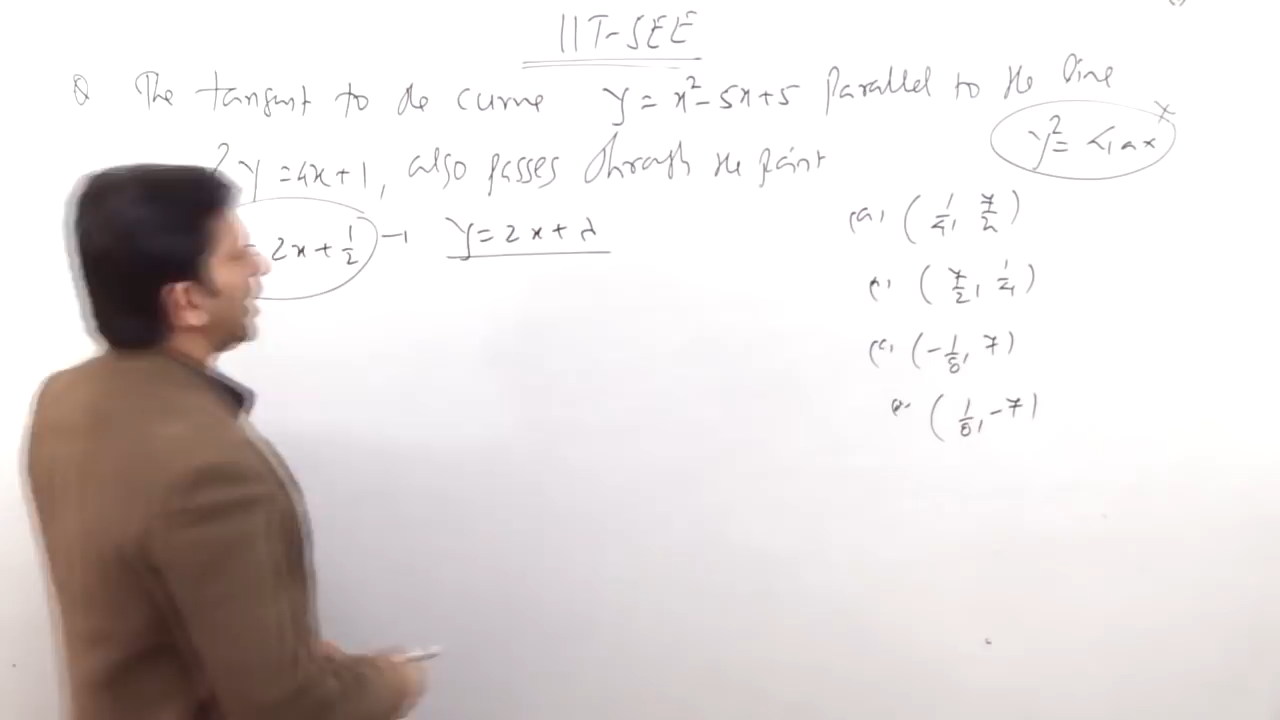 IIT-JEE
Q The tangent to the curve y = x² - 5x + 5 parallel to the line
2y = 4x + 1, also passes through the point
y² = 4ax
= 2x + 1/2 y = 2x + λ
(a, (1/4, 7/2)
(7/2, 1/4)
(c, (-1/8, 7)
(1/8, -7)